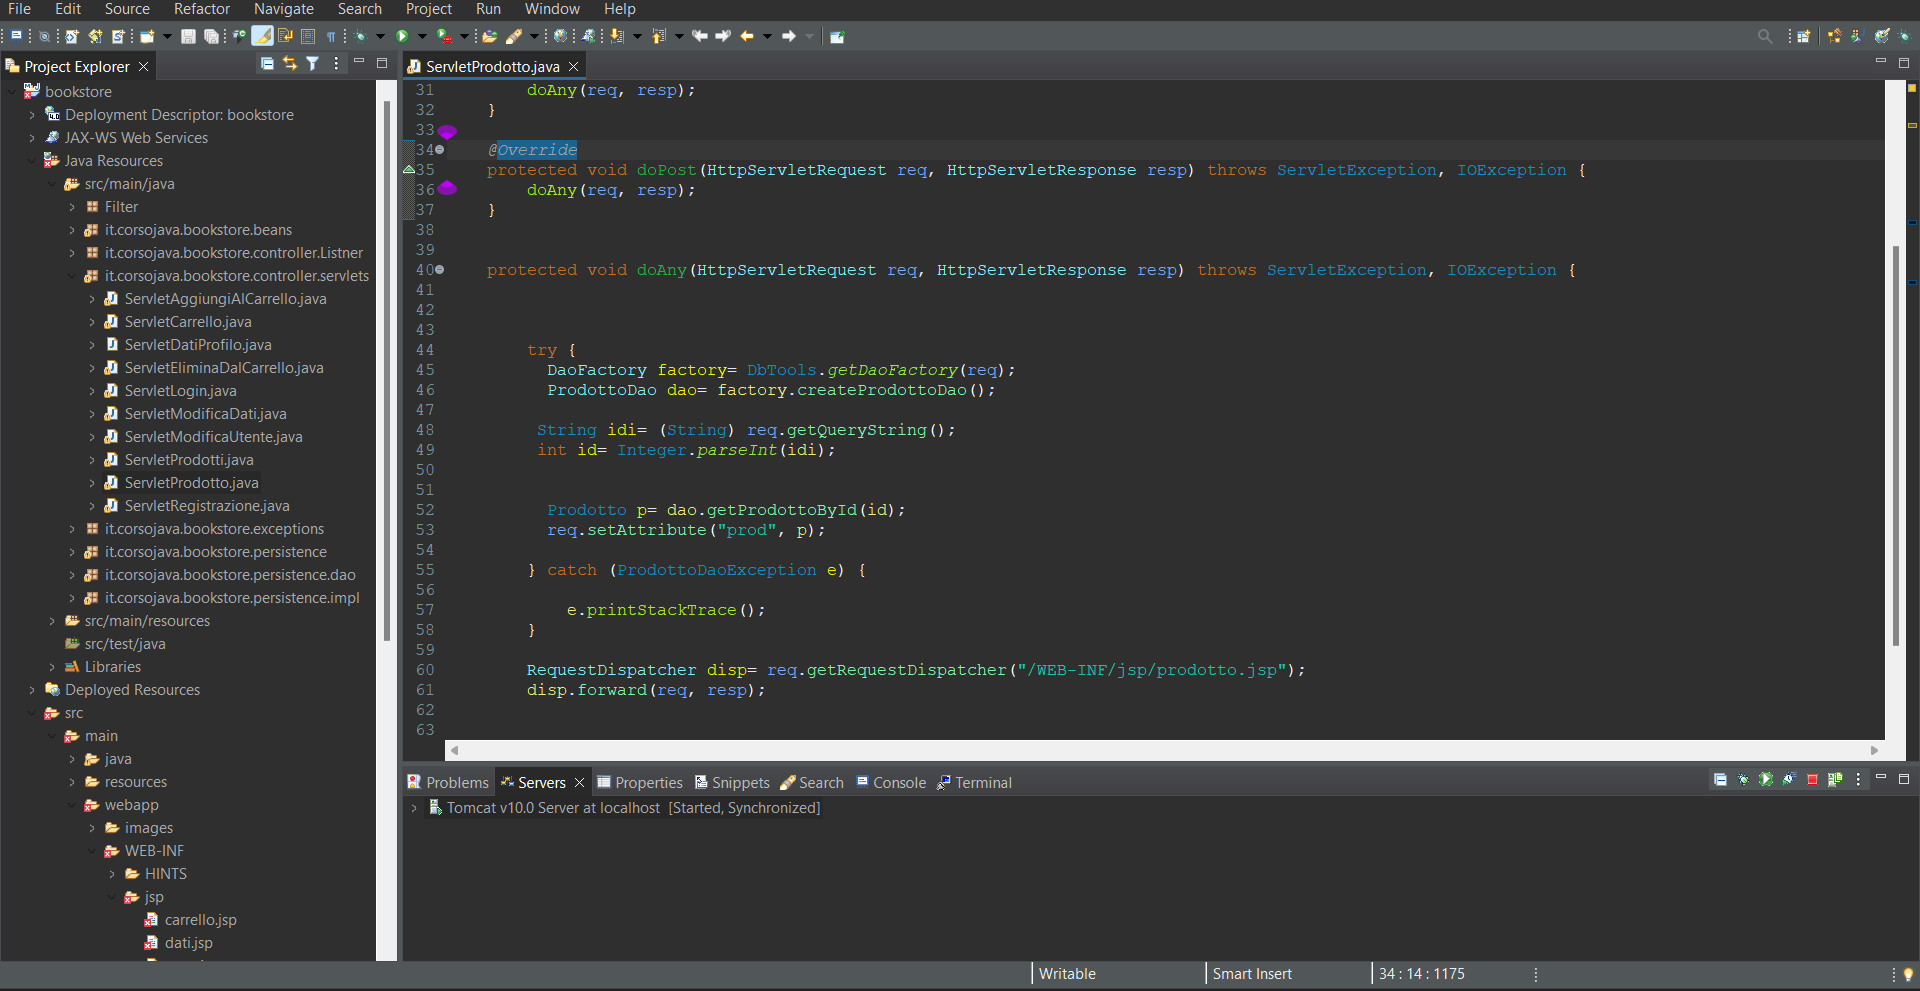 File Edit Source Refactor Navigate Search Project Run Window Help
Project Explorer
bookstore
Deployment Descriptor: bookstore
JAX-WS Web Services
Java Resources
src/main/java
Filter
it.corsojava.bookstore.beans
it.corsojava.bookstore.controller.Listner
it.corsojava.bookstore.controller.servlets
ServletAggiungiAlCarrello.java
ServletCarrello.java
ServletDatiProfilo.java
ServletEliminaDalCarrello.java
ServletLogin.java
ServletModificaDati.java
ServletModificaUtente.java
ServletProdotti.java
ServletProdotto.java
ServletRegistrazione.java
it.corsojava.bookstore.exceptions
it.corsojava.bookstore.persistence
it.corsojava.bookstore.persistence.dao
it.corsojava.bookstore.persistence.impl
src/main/resources
src/test/java
Libraries
Deployed Resources
src
main
java
resources
webapp
images
WEB-INF
HINTS
jsp
carrello.jsp
dati.jsp
ServletProdotto.java
31 doAny(req, resp);
32 }
33
34 @Override
35 protected void doPost(HttpServletRequest req, HttpServletResponse resp) throws ServletException, IOException {
36 doAny(req, resp);
37 }
38
39
40 protected void doAny(HttpServletRequest req, HttpServletResponse resp) throws ServletException, IOException {
41
42
43
44 try {
45 DaoFactory factory= DbTools.getDaoFactory(req);
46 ProdottoDao dao= factory.createProdottoDao();
47
48 String idi= (String) req.getQueryString();
49 int id= Integer.parseInt(idi);
50
51
52 Prodotto p= dao.getProdottoById(id);
53 req.setAttribute("prod", p);
54
55 } catch (ProdottoDaoException e) {
56
57 e.printStackTrace();
58 }
59
60 RequestDispatcher disp= req.getRequestDispatcher("/WEB-INF/jsp/prodotto.jsp");
61 disp.forward(req, resp);
62
63
Problems Servers Properties Snippets Search Console Terminal
Tomcat v10.0 Server at localhost [Started, Synchronized]
Writable Smart Insert 34 : 14 : 1175